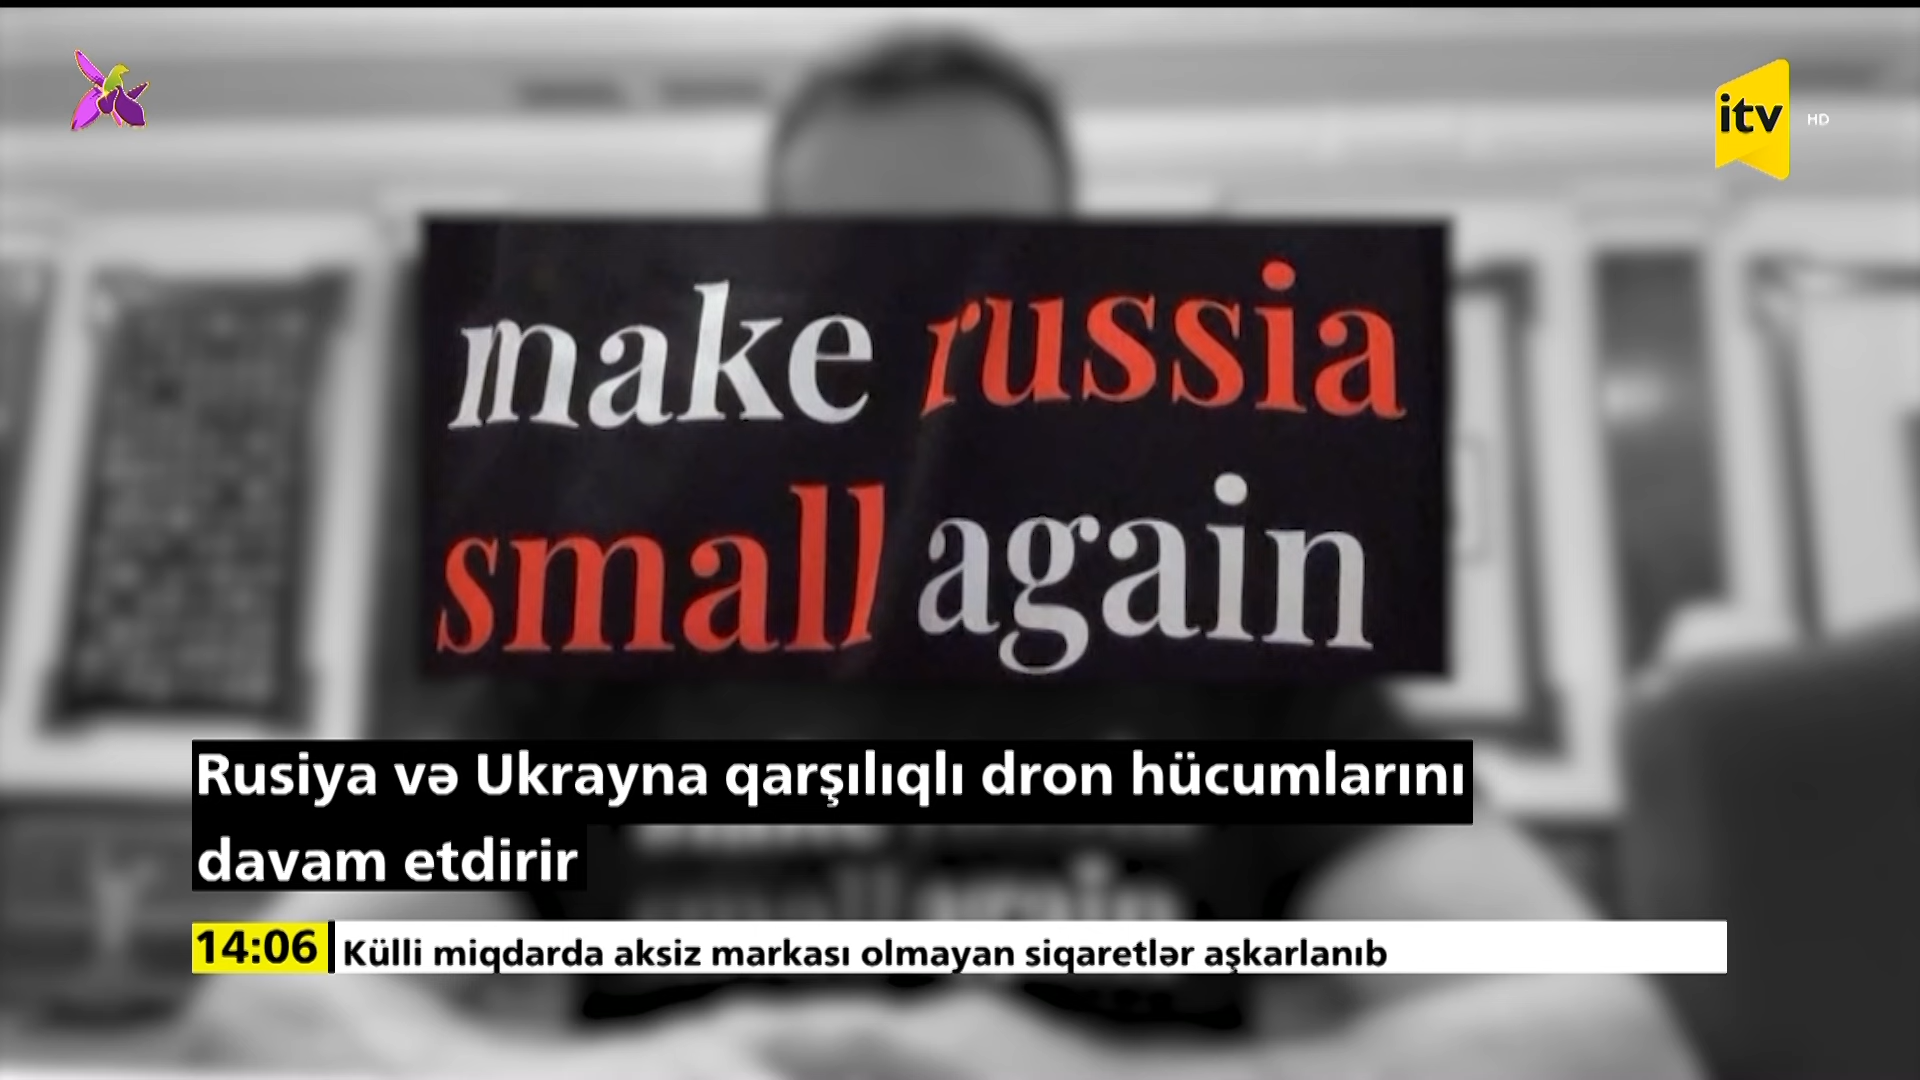 itv HD
make russia
small again
Rusiya və Ukrayna qarşılıqlı dron hücumlarını
davam etdirir
14:06 Külli miqdarda aksiz markası olmayan siqaretlər aşkarlanıb